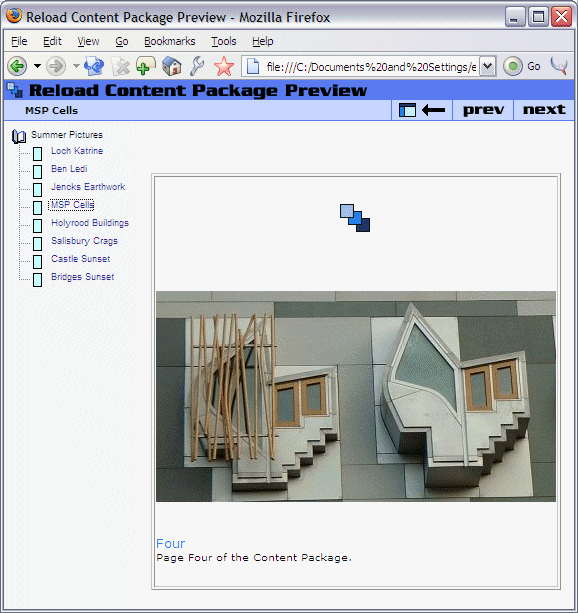 Reload Content Package Preview - Mozilla Firefox
File Edit View Go Bookmarks Tools Help
file:///C:/Documents%20and%20Settings/e Go
Reload Content Package Preview
MSP Cells prev next
Summer Pictures
Loch Katrine
Ben Ledi
Jencks Earthwork
MSP Cells
Holyrood Buildings
Salisbury Crags
Castle Sunset
Bridges Sunset
Four
Page Four of the Content Package.